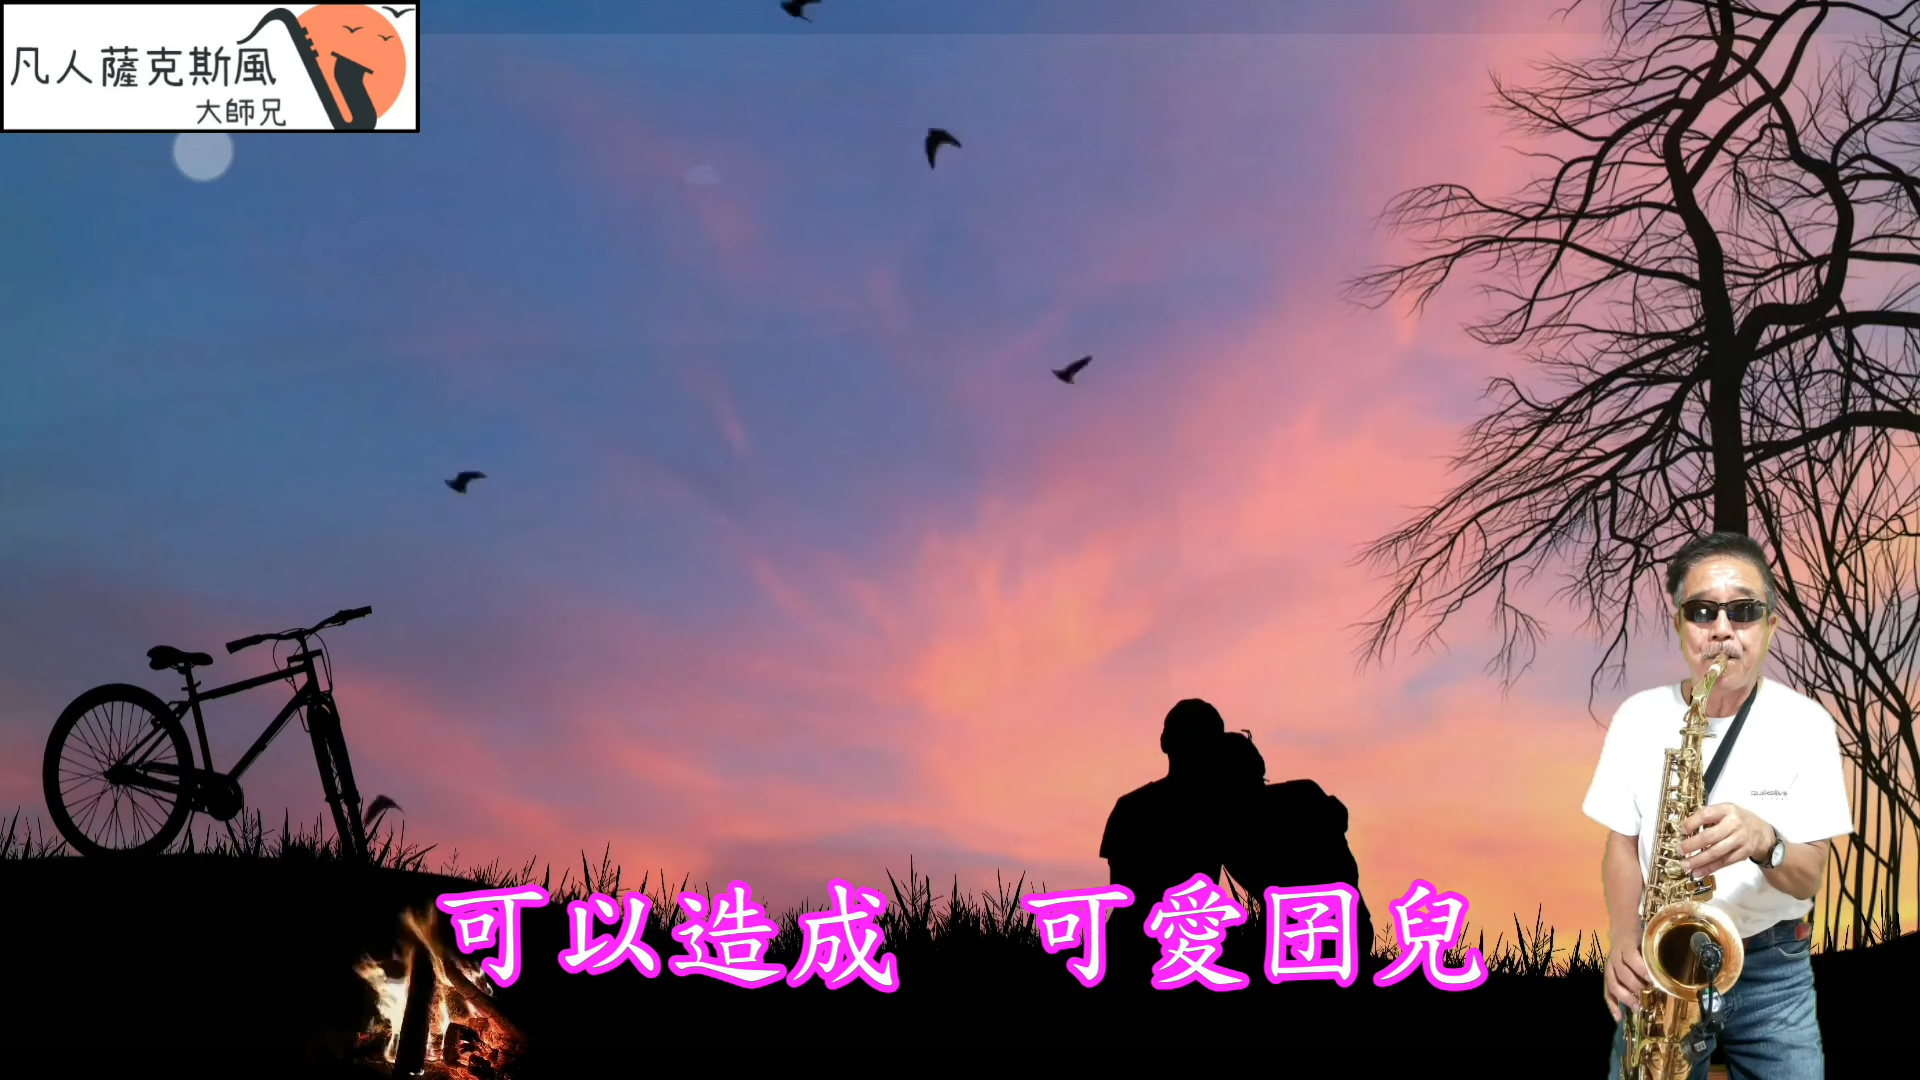 凡人薩克斯風
大師兄
可以造成 可愛囝兒